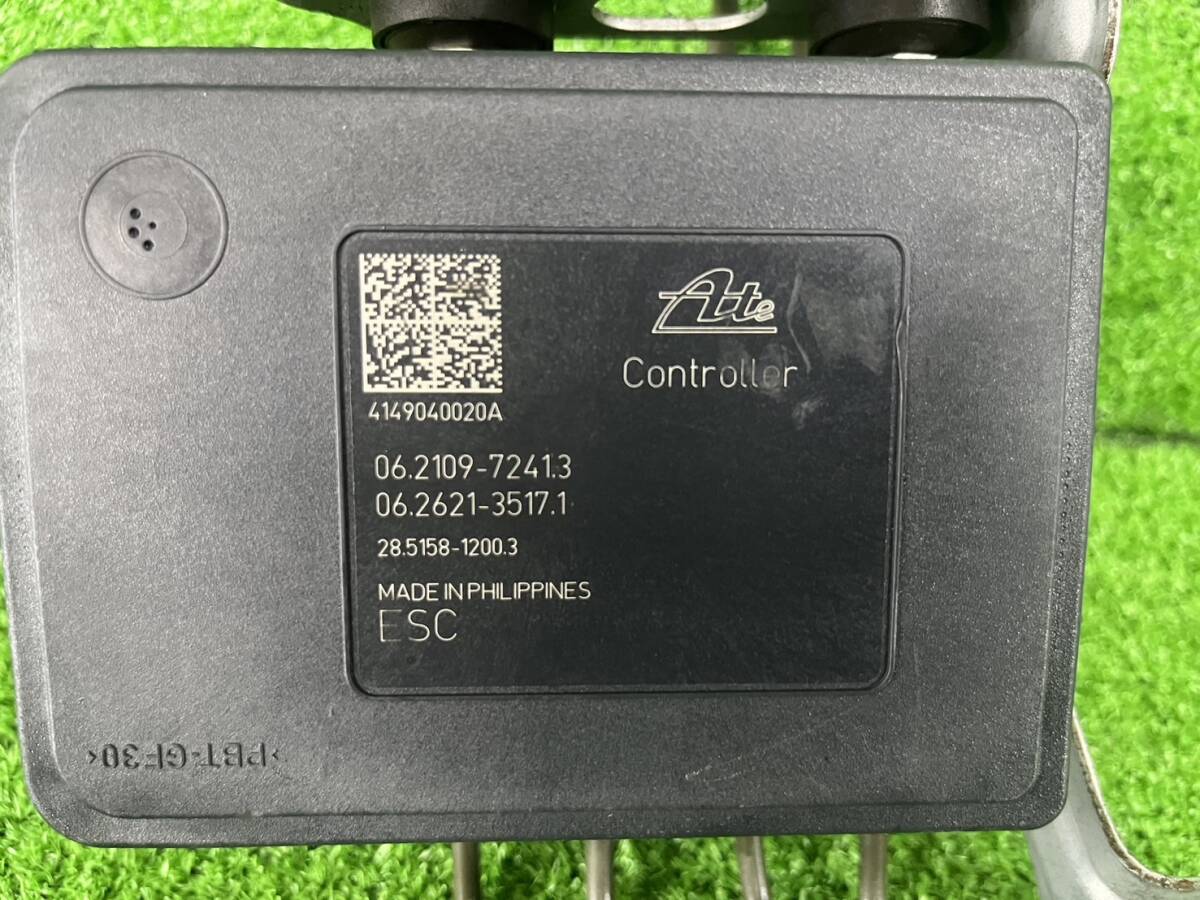 Ate
Controller
4149040020A
06.2109-7241.3
06.2621-3517.1
28.5158-1200.3
MADE IN PHILIPPINES
ESC
>PBT-GF30<